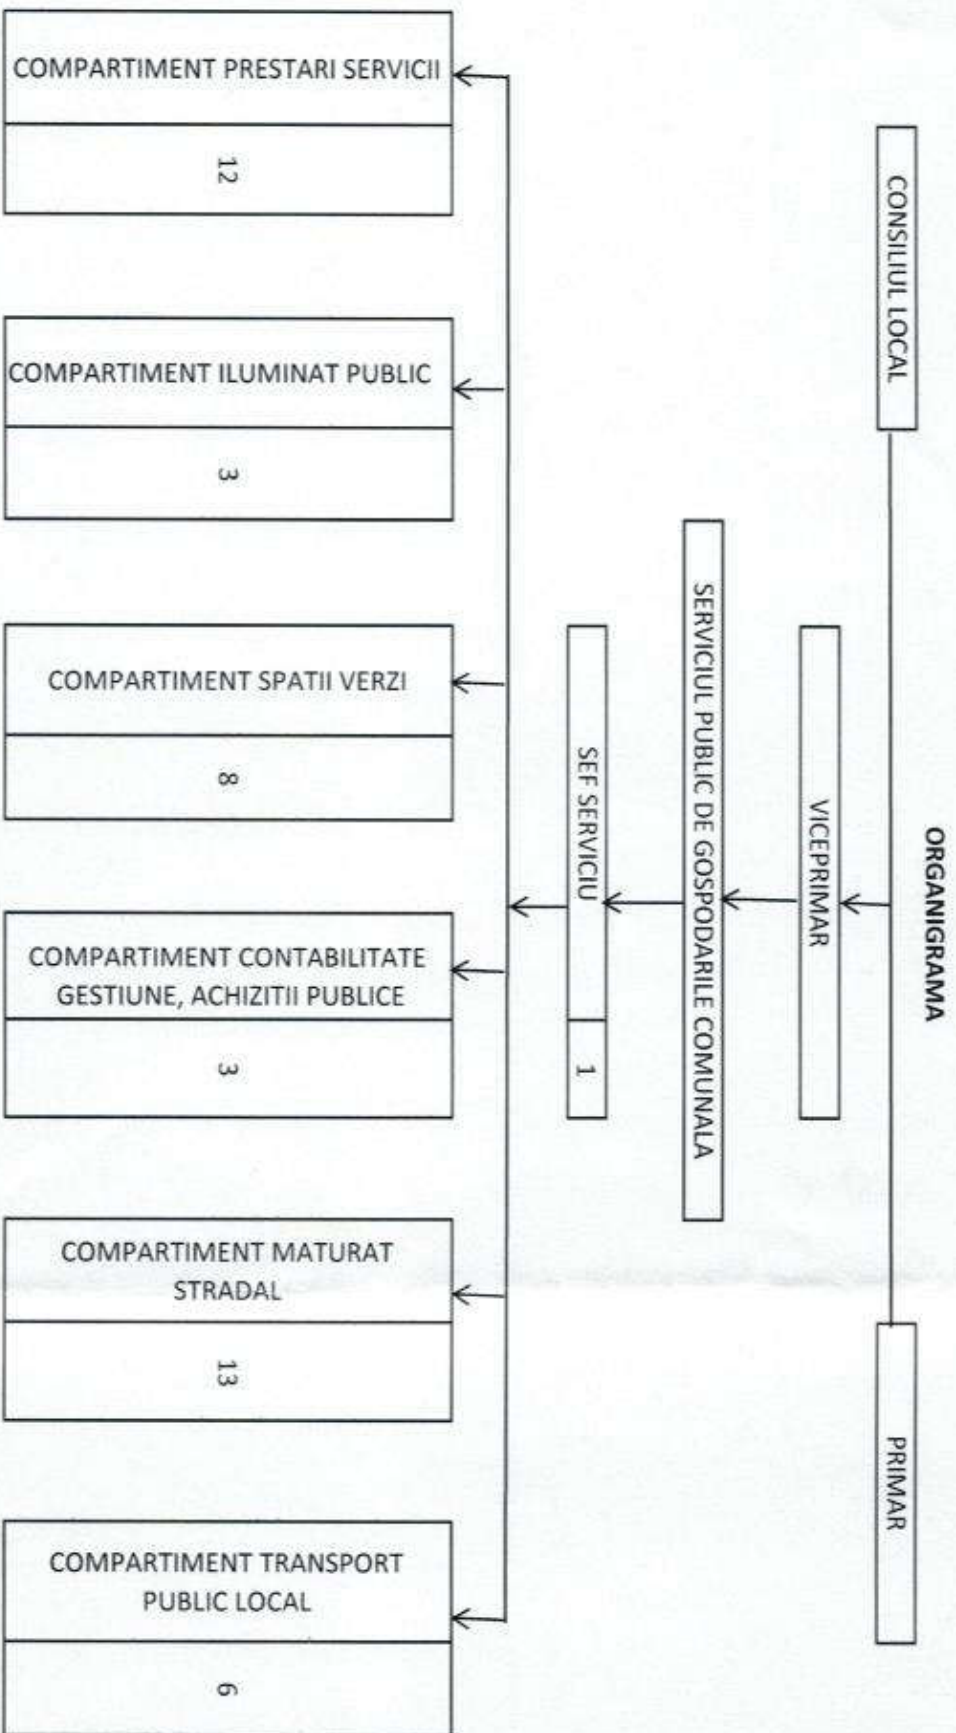 ORGANIGRAMA
CONSILIUL LOCAL
PRIMAR
VICEPRIMAR
SERVICIUL PUBLIC DE GOSPODARILE COMUNALA
SEF SERVICIU
1
COMPARTIMENT PRESTARI SERVICII
12
COMPARTIMENT ILUMINAT PUBLIC
3
COMPARTIMENT SPATII VERZI
8
COMPARTIMENT CONTABILITATE
GESTIUNE, ACHIZITII PUBLICE
3
COMPARTIMENT MATURAT
STRADAL
13
COMPARTIMENT TRANSPORT
PUBLIC LOCAL
6